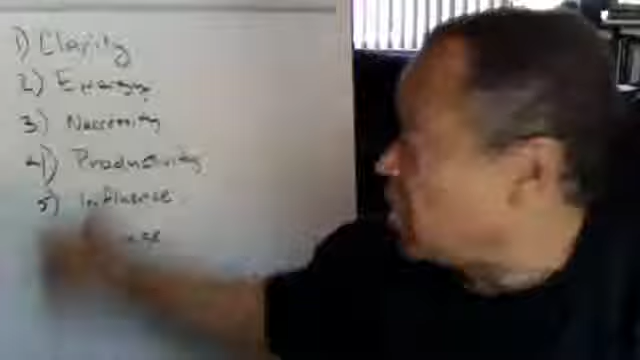 1) Clarity
2) Energy
3) Necessity
4) Productivity
5) Influence